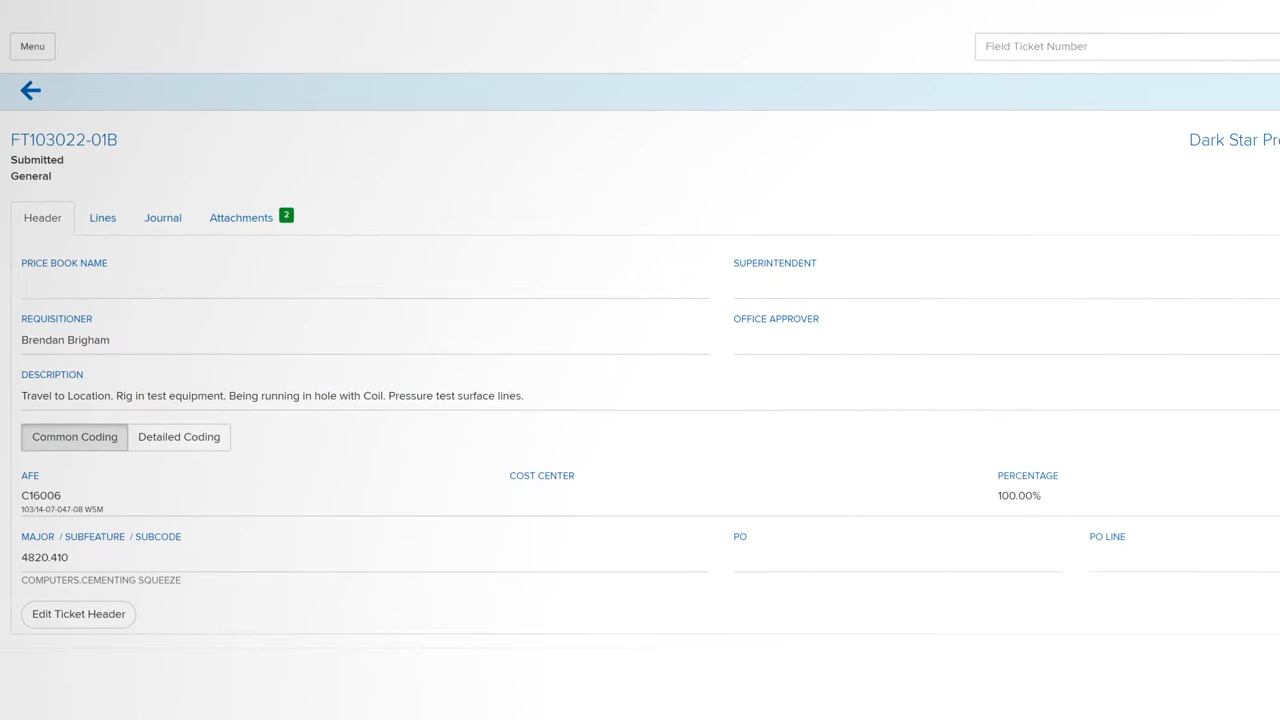 Menu
Field Ticket Number
FT103022-01B
Dark Star
Submitted
General
Header Lines Journal Attachments 2
PRICE BOOK NAME SUPERINTENDENT
REQUISITIONER OFFICE APPROVER
Brendan Brigham
DESCRIPTION
Travel to Location. Rig in test equipment. Being running in hole with Coil. Pressure test surface lines.
Common Coding Detailed Coding
AFE COST CENTER PERCENTAGE
C16006 100.00%
103/14-07-047-08 W5M
MAJOR / SUBFEATURE / SUBCODE PO PO LINE
4820.410
COMPUTERS.CEMENTING SQUEEZE
Edit Ticket Header